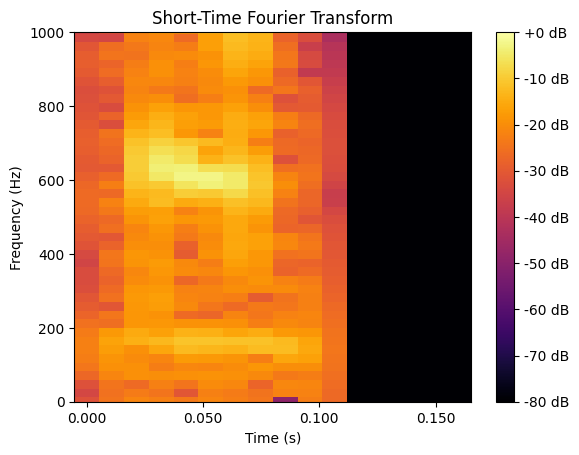 Short-Time Fourier Transform
1000
800
600
400
200
0
Frequency (Hz)
0.000
0.050
0.100
0.150
Time (s)
+0 dB
-10 dB
-20 dB
-30 dB
-40 dB
-50 dB
-60 dB
-70 dB
-80 dB